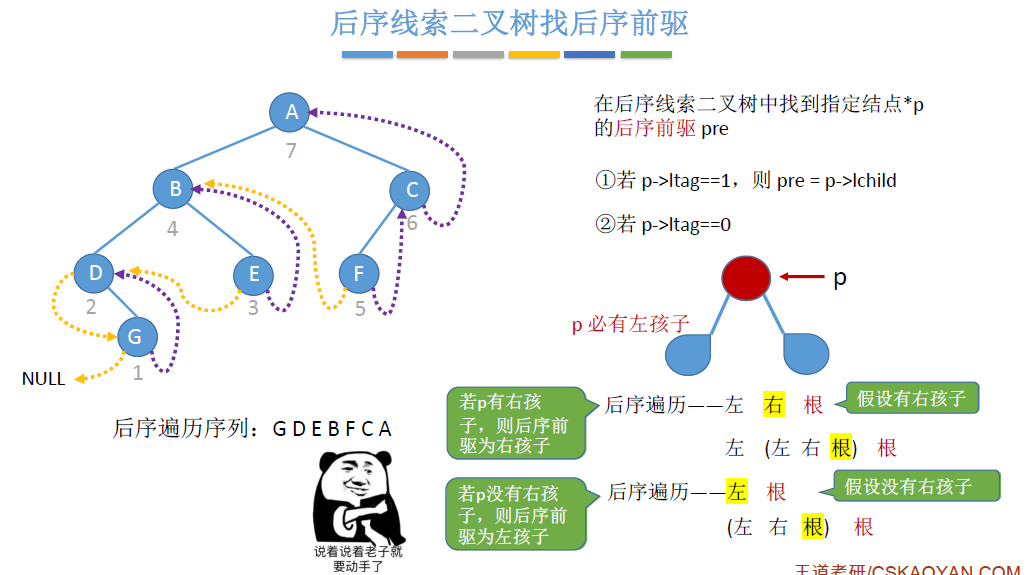 后序线索二叉树找后序前驱
A
7
B
4
C
6
D
2
E
3
F
5
G
1
NULL
后序遍历序列：G D E B F C A
说着说着老子就
要动手了
在后序线索二叉树中找到指定结点*p
的后序前驱 pre
①若 p->ltag==1，则 pre = p->lchild
②若 p->ltag==0
p
p 必有左孩子
若p有右孩
子，则后序前
驱为右孩子
后序遍历——左 右 根
假设有右孩子
左 (左 右 根) 根
若p没有右孩
子，则后序前
驱为左孩子
后序遍历——左 根
假设没有右孩子
(左 右 根) 根
王道考研/CSKAOYAN.COM